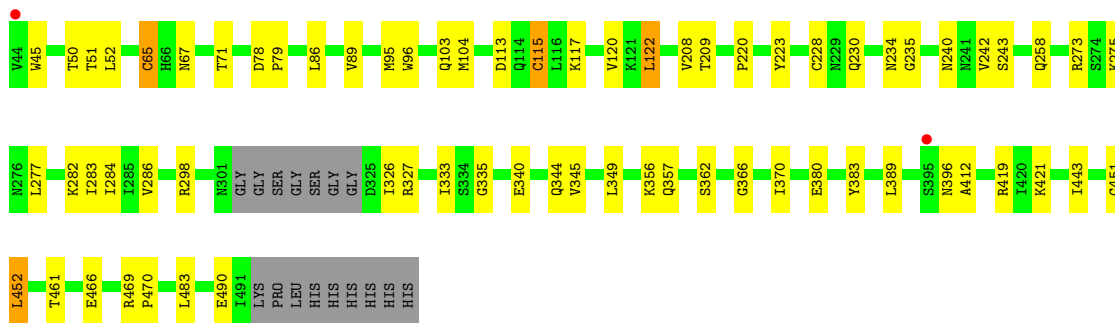 V44 W45 T50 T51 L52 C65 H66 N67 T71 D78 P79 L86 V89 M95 W96 Q103 M104 D113 Q114 C115 L116 K117 V120 K121 L122 V208 T209 P220 Y223 C228 N229 Q230 N234 G235 N240 N241 V242 S243 Q258 R273 S274 K275
N276 L277 K282 I283 I284 I285 V286 R298 N301 GLY GLY SER GLY SER GLY GLY D325 I326 R327 I333 S334 G335 E340 Q344 V345 L349 K356 Q357 S362 G366 I370 E380 Y383 L389 S395 N396 A412 R419 I420 K421 I443
L452 T461 E466 R469 P470 L483 E490 I491 LYS PRO LEU HIS HIS HIS HIS HIS HIS